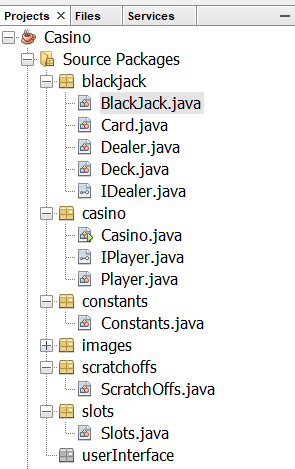 Projects Files Services
Casino
Source Packages
blackjack
BlackJack.java
Card.java
Dealer.java
Deck.java
IDealer.java
casino
Casino.java
IPlayer.java
Player.java
constants
Constants.java
images
scratchoffs
ScratchOffs.java
slots
Slots.java
userInterface